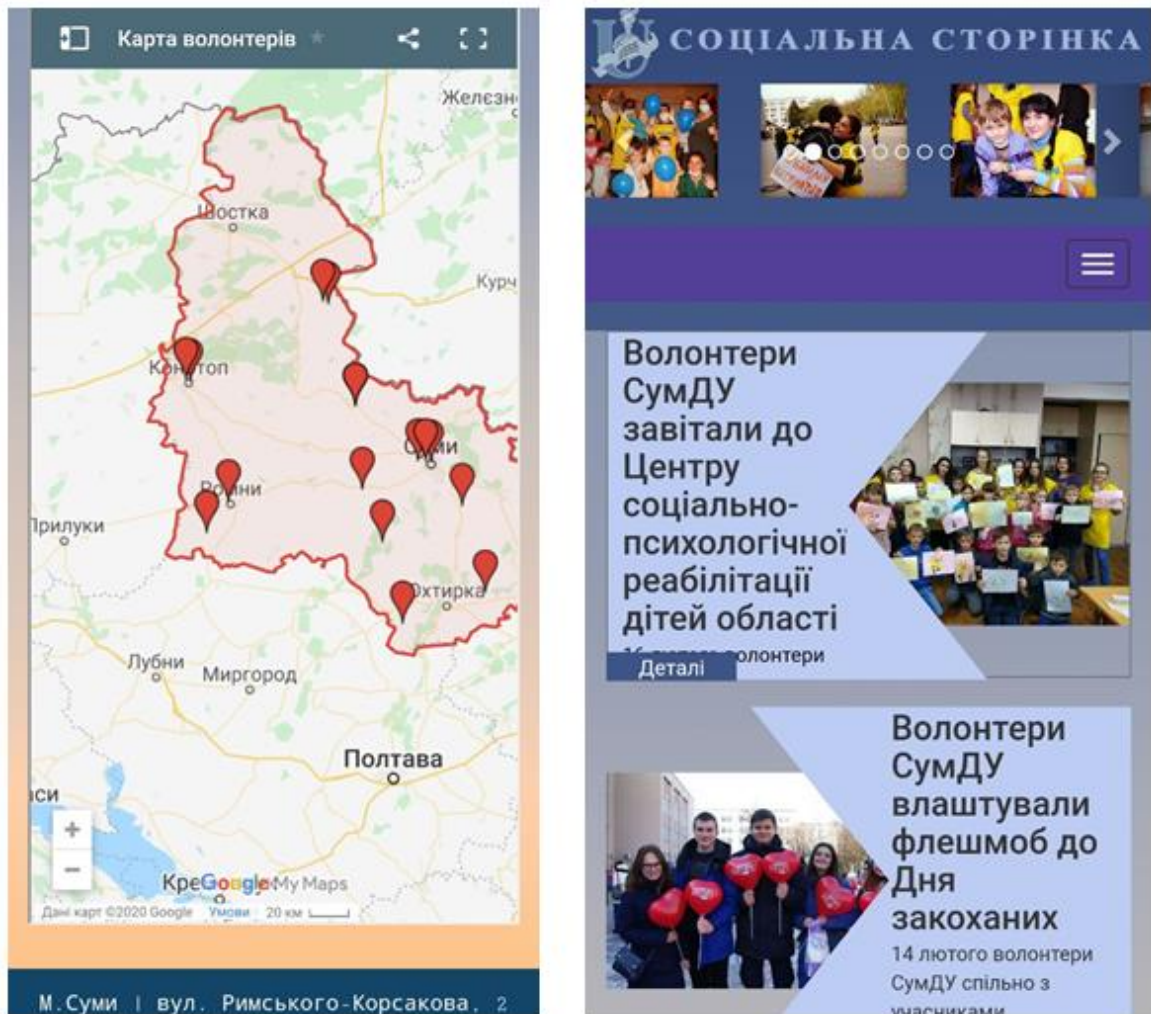 Карта волонтерів
Желєзн
Шостка
Курч
Конотоп
Суми
Ромни
Прилуки
Охтирка
Лубни
Миргород
Полтава
си
+
−
Кре
Google My Maps
Дані карт ©2020 Google Умови 20 км
М.Суми | вул. Римського-Корсакова, 2
СОЦІАЛЬНА СТОРІНКА
Волонтери
СумДУ
завітали до
Центру
соціально-
психологічної
реабілітації
дітей області
волонтери
Деталі
Волонтери
СумДУ
влаштували
флешмоб до
Дня
закоханих
14 лютого волонтери
СумДУ спільно з
учасниками